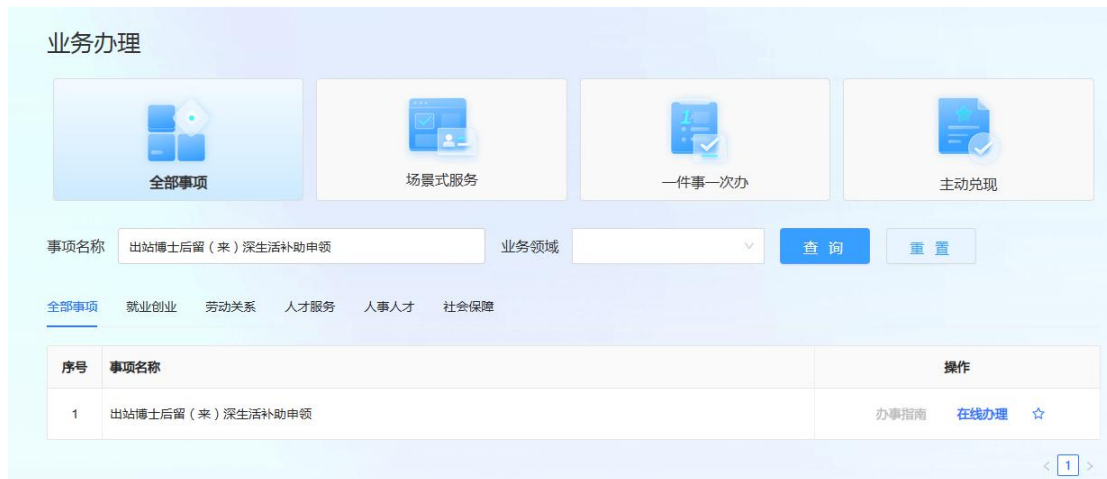 业务办理
全部事项 场景式服务 一件事一次办 主动兑现
事项名称 出站博士后留（来）深生活补助申领 业务领域 查 询 重 置
全部事项 就业创业 劳动关系 人才服务 人事人才 社会保障
序号 事项名称 操作
1 出站博士后留（来）深生活补助申领 办事指南 在线办理
< 1 >